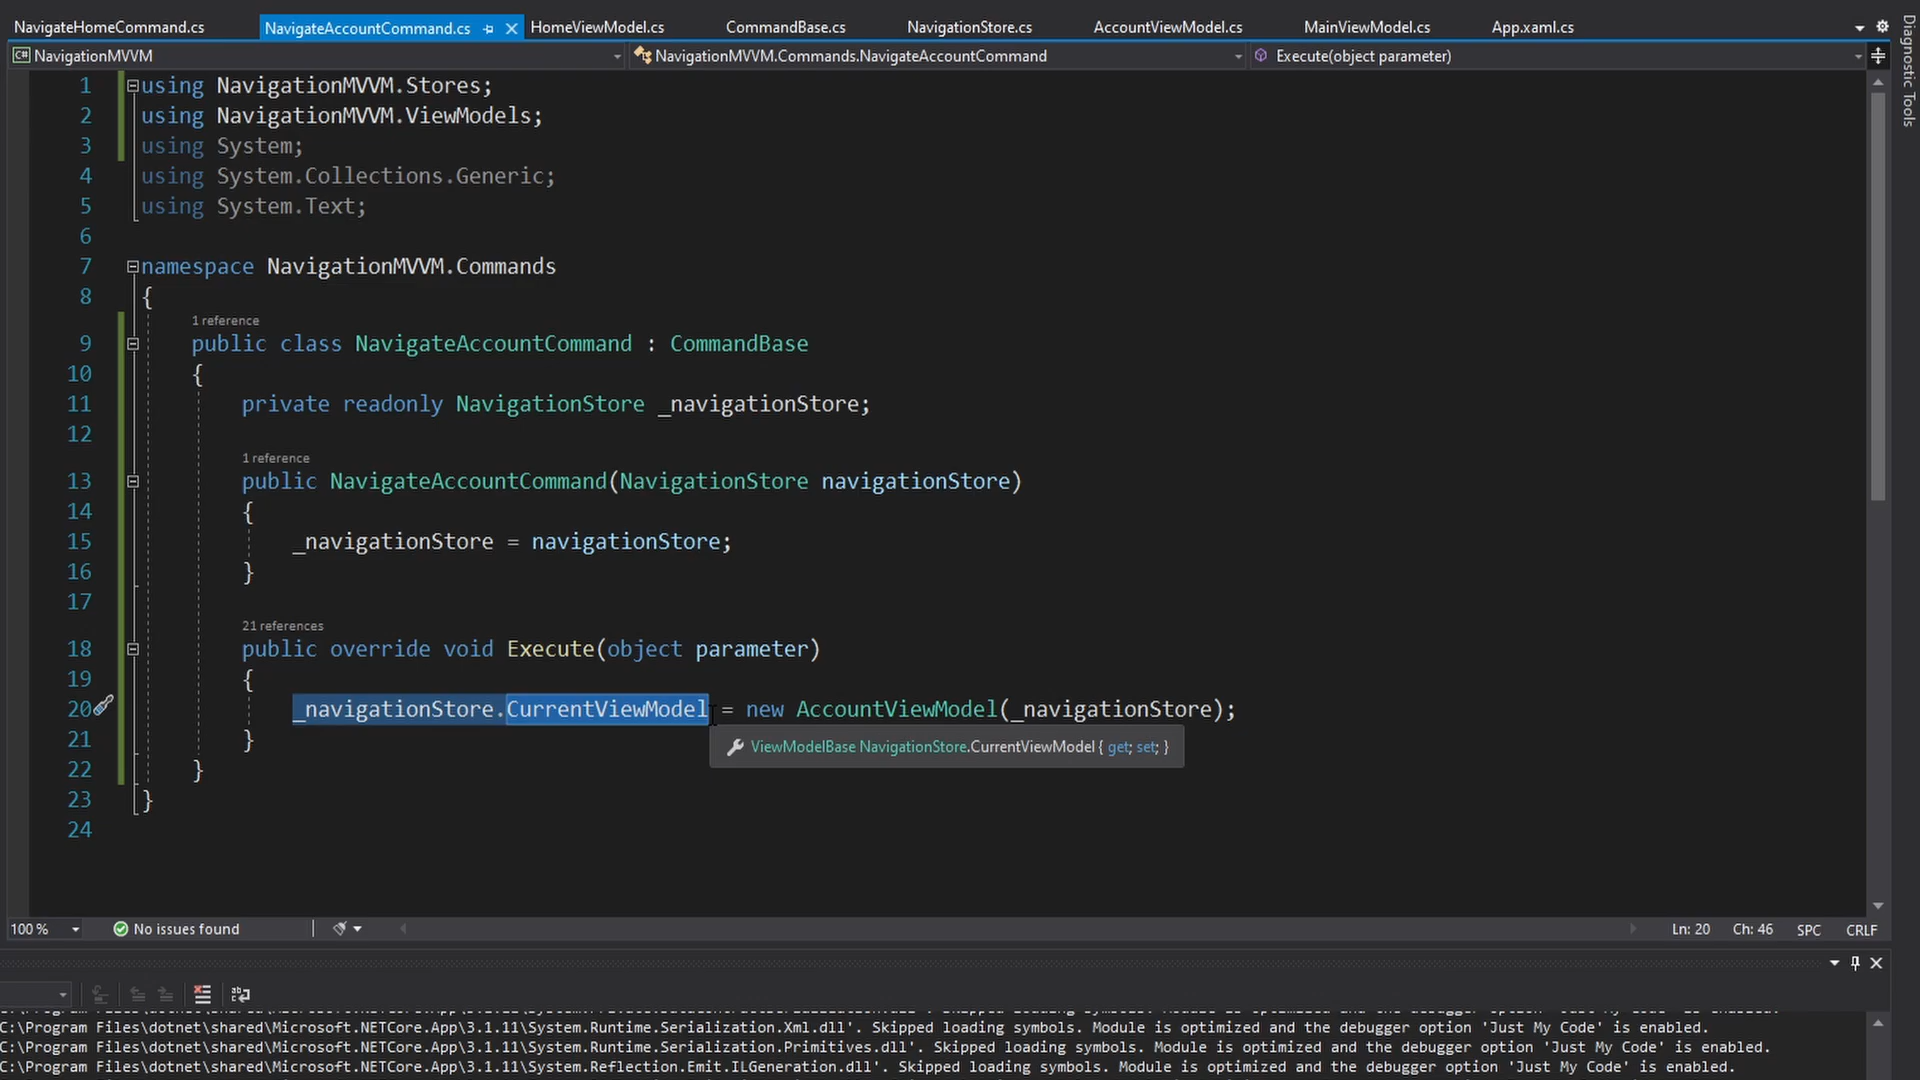 NavigateHomeCommand.cs NavigateAccountCommand.cs HomeViewModel.cs CommandBase.cs NavigationStore.cs AccountViewModel.cs MainViewModel.cs App.xaml.cs
C# NavigationMVVM NavigationMVVM.Commands.NavigateAccountCommand Execute(object parameter)
Diagnostic Tools
1 using NavigationMVVM.Stores;
2 using NavigationMVVM.ViewModels;
3 using System;
4 using System.Collections.Generic;
5 using System.Text;
6
7 namespace NavigationMVVM.Commands
8 {
1 reference
9 public class NavigateAccountCommand : CommandBase
10 {
11 private readonly NavigationStore _navigationStore;
12
1 reference
13 public NavigateAccountCommand(NavigationStore navigationStore)
14 {
15 _navigationStore = navigationStore;
16 }
17
21 references
18 public override void Execute(object parameter)
19 {
20 _navigationStore.CurrentViewModel = new AccountViewModel(_navigationStore);
21 }
ViewModelBase NavigationStore.CurrentViewModel { get; set; }
22 }
23 }
24
100 % No issues found Ln: 20 Ch: 46 SPC CRLF
C:\Program Files\dotnet\shared\Microsoft.NETCore.App\3.1.11\System.Runtime.Serialization.Xml.dll'. Skipped loading symbols. Module is optimized and the debugger option 'Just My Code' is enabled.
C:\Program Files\dotnet\shared\Microsoft.NETCore.App\3.1.11\System.Runtime.Serialization.Primitives.dll'. Skipped loading symbols. Module is optimized and the debugger option 'Just My Code' is enabled.
C:\Program Files\dotnet\shared\Microsoft.NETCore.App\3.1.11\System.Reflection.Emit.ILGeneration.dll'. Skipped loading symbols. Module is optimized and the debugger option 'Just My Code' is enabled.